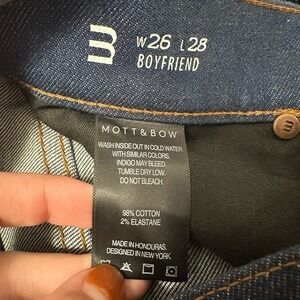 W26 L28
BOYFRIEND
MOTT & BOW
WASH INSIDE OUT IN COLD WATER
WITH SIMILAR COLORS.
INDIGO MAY BLEED.
TUMBLE DRY LOW.
DO NOT BLEACH.
98% COTTON
2% ELASTANE
MADE IN HONDURAS.
DESIGNED IN NEW YORK